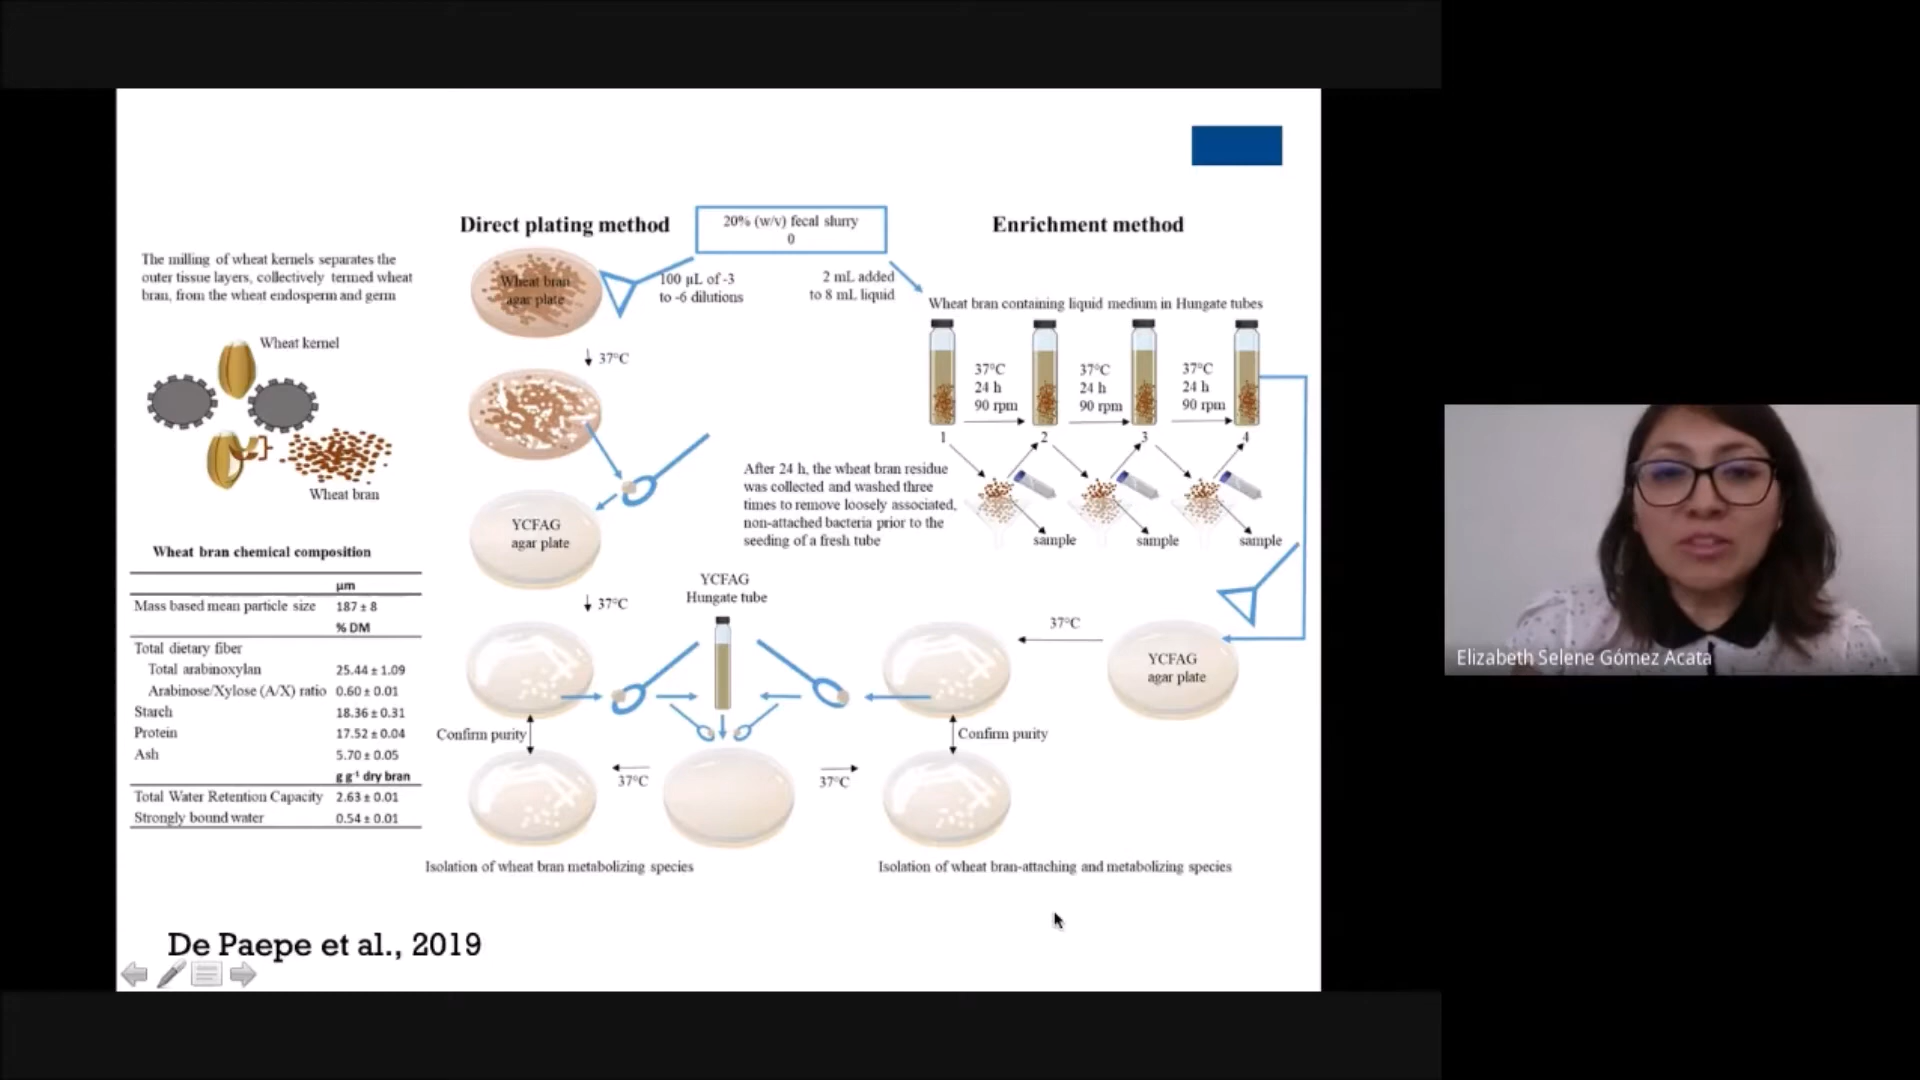 Direct plating method
20% (w/v) fecal slurry
0
Enrichment method
The milling of wheat kernels separates the
outer tissue layers, collectively termed wheat
bran, from the wheat endosperm and germ
Wheat kernel
Wheat bran
Wheat bran chemical composition
µm
Mass based mean particle size 187 ± 8
% DM
Total dietary fiber
Total arabinoxylan 25.44 ± 1.09
Arabinose/Xylose (A/X) ratio 0.60 ± 0.01
Starch 18.36 ± 0.31
Protein 17.52 ± 0.04
Ash 5.70 ± 0.05
g g⁻¹ dry bran
Total Water Retention Capacity 2.63 ± 0.01
Strongly bound water 0.54 ± 0.01
Wheat bran
agar plate
100 µL of -3
to -6 dilutions
37°C
YCFAG
agar plate
37°C
Confirm purity
2 mL added
to 8 mL liquid
Wheat bran containing liquid medium in Hungate tubes
37°C
24 h
90 rpm
37°C
24 h
90 rpm
37°C
24 h
90 rpm
1 2 3 4
After 24 h, the wheat bran residue
was collected and washed three
times to remove loosely associated,
non-attached bacteria prior to the
seeding of a fresh tube
sample sample sample
YCFAG
Hungate tube
37°C
YCFAG
agar plate
Confirm purity
37°C 37°C
Isolation of wheat bran metabolizing species
Isolation of wheat bran-attaching and metabolizing species
De Paepe et al., 2019
Elizabeth Selene Gómez Acata